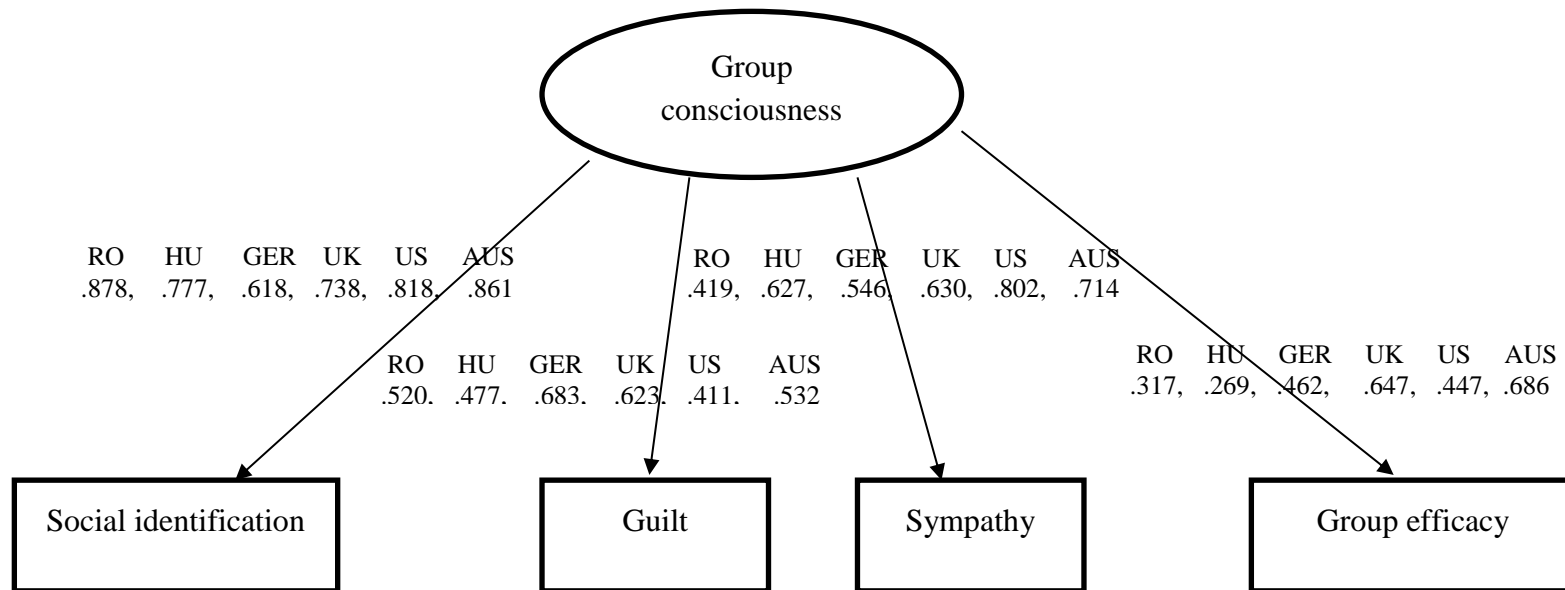 Group
consciousness
RO HU GER UK US AUS
.878, .777, .618, .738, .818, .861
RO HU GER UK US AUS
.419, .627, .546, .630, .802, .714
RO HU GER UK US AUS
.520, .477, .683, .623, .411, .532
RO HU GER UK US AUS
.317, .269, .462, .647, .447, .686
Social identification
Guilt
Sympathy
Group efficacy